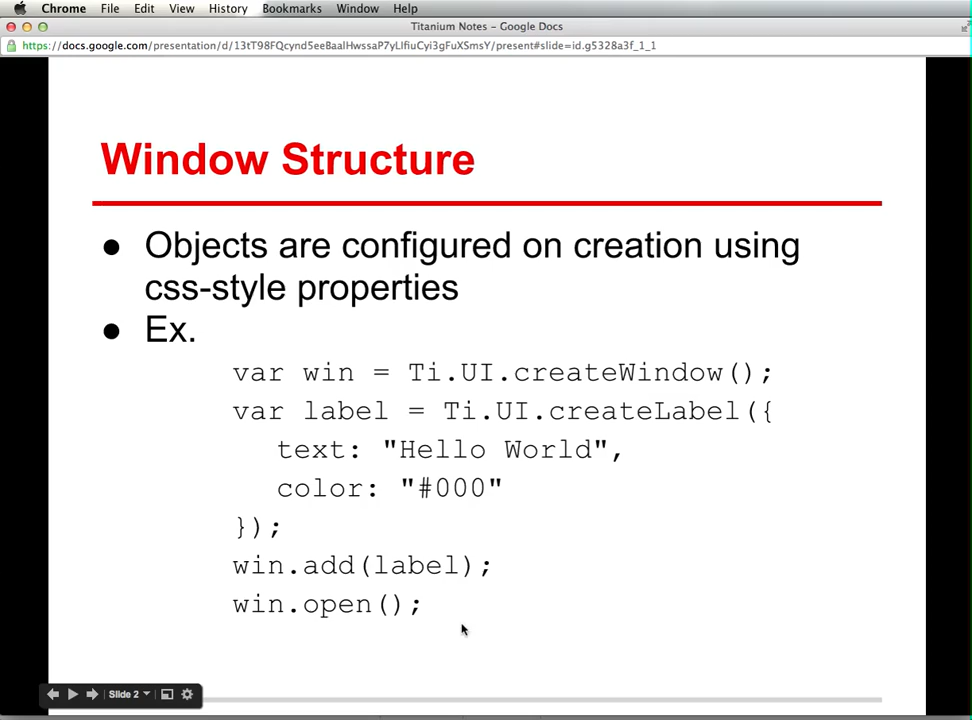 Chrome File Edit View History Bookmarks Window Help
Titanium Notes - Google Docs
https://docs.google.com/presentation/d/13tT98FQcynd5eeBaalHwssaP7yLlfiuCyi3gFuXSmsY/present#slide=id.g5328a3f_1_1
Window Structure
● Objects are configured on creation using
css-style properties
● Ex.
var win = Ti.UI.createWindow();
var label = Ti.UI.createLabel({
text: "Hello World",
color: "#000"
});
win.add(label);
win.open();
Slide 2